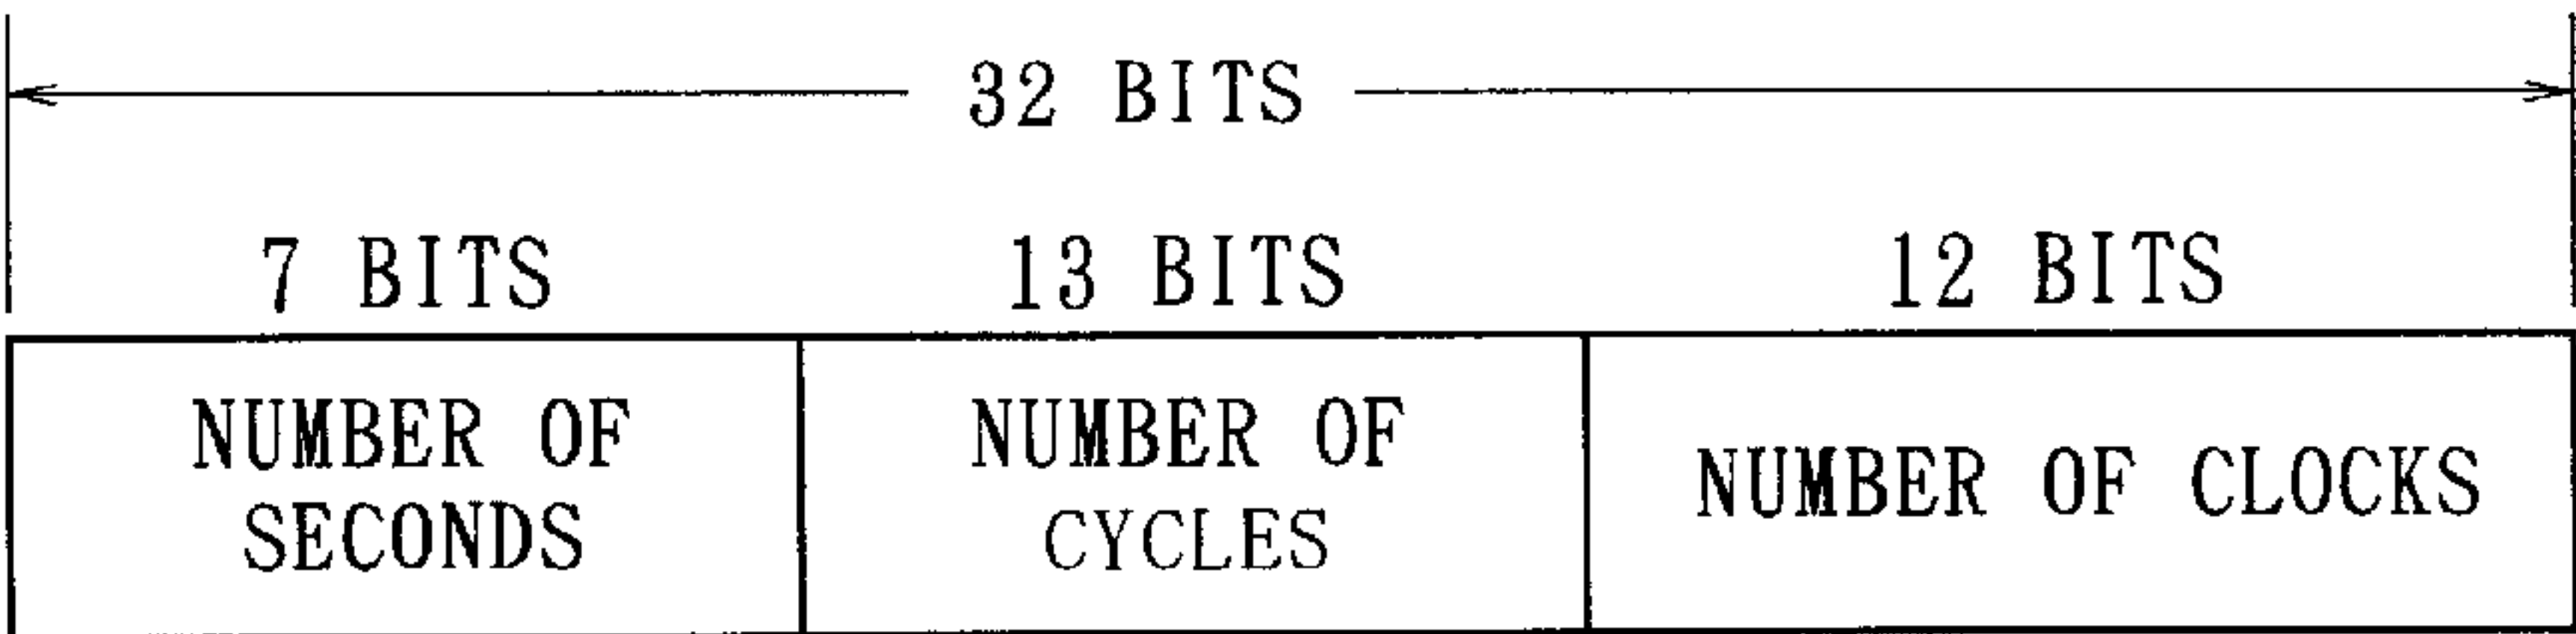 32 BITS
7 BITS 13 BITS 12 BITS
NUMBER OF
SECONDS
NUMBER OF
CYCLES
NUMBER OF CLOCKS